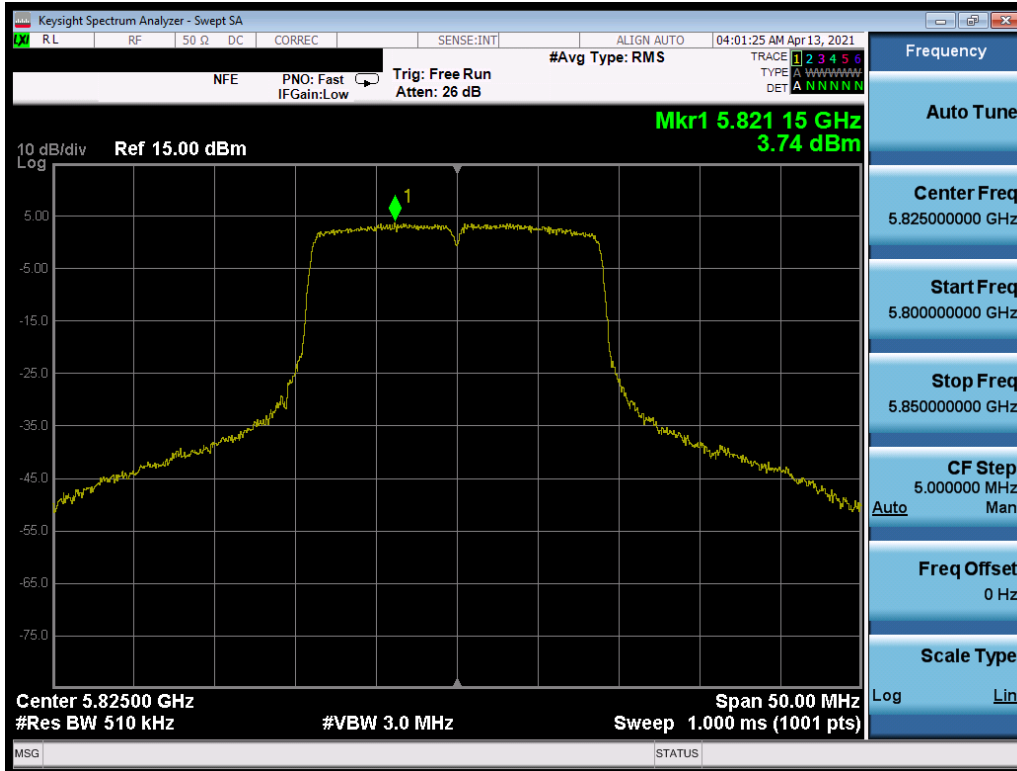 Keysight Spectrum Analyzer - Swept SA
LXI RL RF 50 Ω DC CORREC SENSE:INT ALIGN AUTO 04:01:25 AM Apr 13, 2021
NFE PNO: Fast IFGain:Low Trig: Free Run Atten: 26 dB #Avg Type: RMS
TRACE 1 2 3 4 5 6
TYPE A WWWWW
DET A N N N N N
Mkr1 5.821 15 GHz
3.74 dBm
10 dB/div Ref 15.00 dBm
Log
1
5.00
-5.00
-15.0
-25.0
-35.0
-45.0
-55.0
-65.0
-75.0
Center 5.82500 GHz Span 50.00 MHz
#Res BW 510 kHz #VBW 3.0 MHz Sweep 1.000 ms (1001 pts)
MSG STATUS
Frequency
Auto Tune
Center Freq
5.825000000 GHz
Start Freq
5.800000000 GHz
Stop Freq
5.850000000 GHz
CF Step
5.000000 MHz
Auto Man
Freq Offset
0 Hz
Scale Type
Log Lin